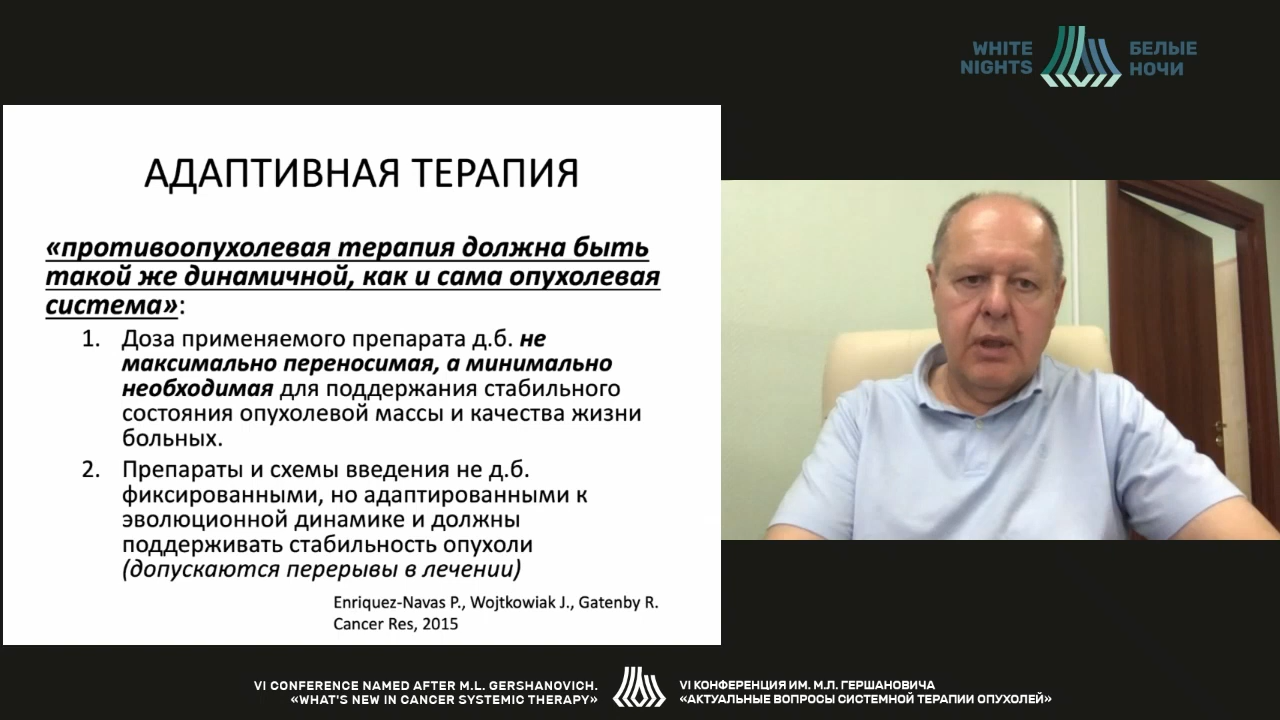 WHITE
NIGHTS
БЕЛЫЕ
НОЧИ
АДАПТИВНАЯ ТЕРАПИЯ
«противоопухолевая терапия должна быть
такой же динамичной, как и сама опухолевая
система»:
1. Доза применяемого препарата д.б. не
максимально переносимая, а минимально
необходимая для поддержания стабильного
состояния опухолевой массы и качества жизни
больных.
2. Препараты и схемы введения не д.б.
фиксированными, но адаптированными к
эволюционной динамике и должны
поддерживать стабильность опухоли
(допускаются перерывы в лечении)
Enriquez-Navas P., Wojtkowiak J., Gatenby R.
Cancer Res, 2015
VI CONFERENCE NAMED AFTER M.L. GERSHANOVICH.
«WHAT'S NEW IN CANCER SYSTEMIC THERAPY»
VI КОНФЕРЕНЦИЯ ИМ. М.Л. ГЕРШАНОВИЧА
«АКТУАЛЬНЫЕ ВОПРОСЫ СИСТЕМНОЙ ТЕРАПИИ ОПУХОЛЕЙ»